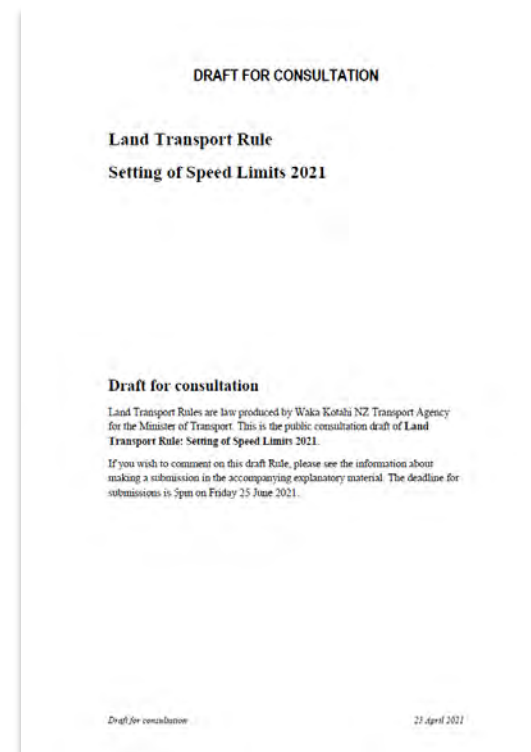 DRAFT FOR CONSULTATION
Land Transport Rule
Setting of Speed Limits 2021
Draft for consultation
Land Transport Rules are law produced by Waka Kotahi NZ Transport Agency
for the Minister of Transport. This is the public consultation draft of Land
Transport Rule: Setting of Speed Limits 2021.
If you wish to comment on this draft Rule, please see the information about
making a submission in the accompanying explanatory material. The deadline for
submissions is 5pm on Friday 25 June 2021.
Draft for consultation
23 April 2021